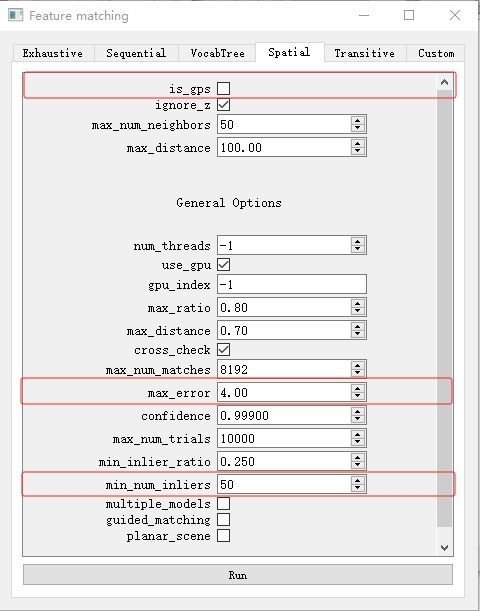 Feature matching
Exhaustive Sequential VocabTree Spatial Transitive Custom
is_gps
ignore_z
max_num_neighbors 50
max_distance 100.00
General Options
num_threads -1
use_gpu
gpu_index -1
max_ratio 0.80
max_distance 0.70
cross_check
max_num_matches 8192
max_error 4.00
confidence 0.99900
max_num_trials 10000
min_inlier_ratio 0.250
min_num_inliers 50
multiple_models
guided_matching
planar_scene
Run